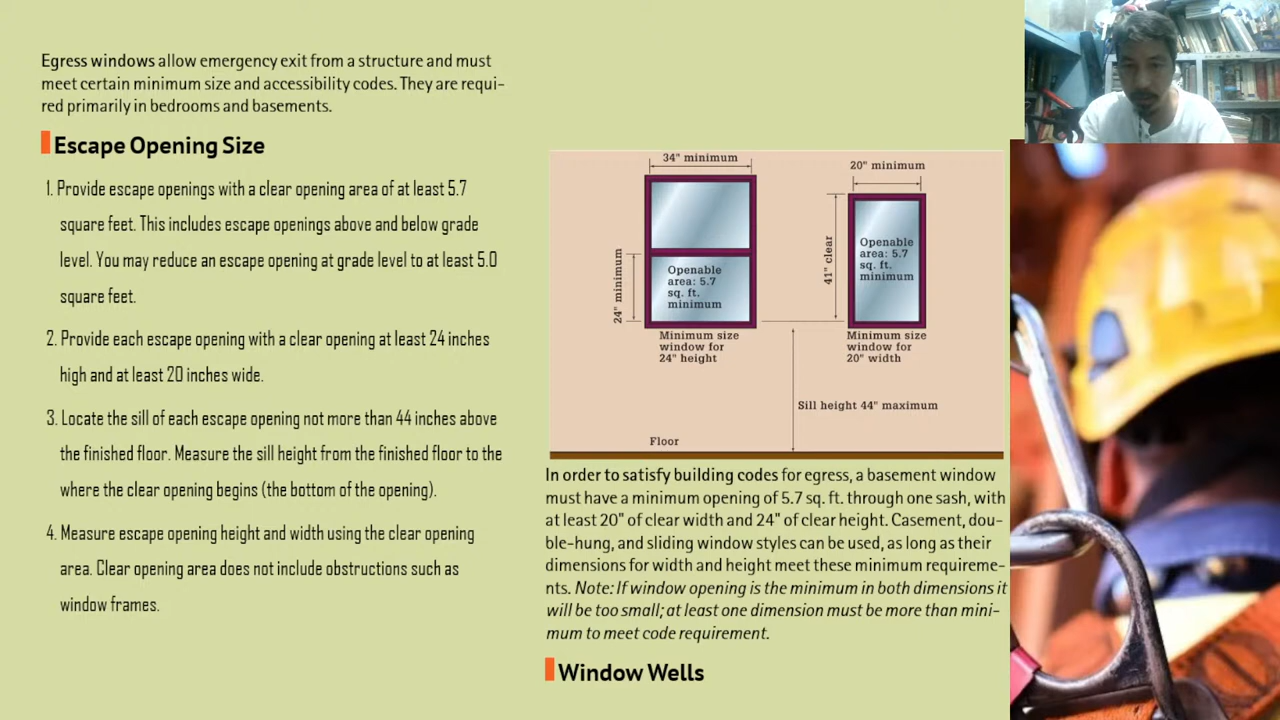 Egress windows allow emergency exit from a structure and must
meet certain minimum size and accessibility codes. They are requi-
red primarily in bedrooms and basements.
Escape Opening Size
1. Provide escape openings with a clear opening area of at least 5.7
square feet. This includes escape openings above and below grade
level. You may reduce an escape opening at grade level to at least 5.0
square feet.
2. Provide each escape opening with a clear opening at least 24 inches
high and at least 20 inches wide.
3. Locate the sill of each escape opening not more than 44 inches above
the finished floor. Measure the sill height from the finished floor to the
where the clear opening begins (the bottom of the opening).
4. Measure escape opening height and width using the clear opening
area. Clear opening area does not include obstructions such as
window frames.
34" minimum
24" minimum
Openable
area: 5.7
sq. ft.
minimum
Minimum size
window for
24" height
20" minimum
41" clear
Openable
area: 5.7
sq. ft.
minimum
Minimum size
window for
20" width
Sill height 44" maximum
Floor
In order to satisfy building codes for egress, a basement window
must have a minimum opening of 5.7 sq. ft. through one sash, with
at least 20" of clear width and 24" of clear height. Casement, dou-
ble-hung, and sliding window styles can be used, as long as their
dimensions for width and height meet these minimum requireme-
nts. Note: If window opening is the minimum in both dimensions it
will be too small; at least one dimension must be more than mini-
mum to meet code requirement.
Window Wells